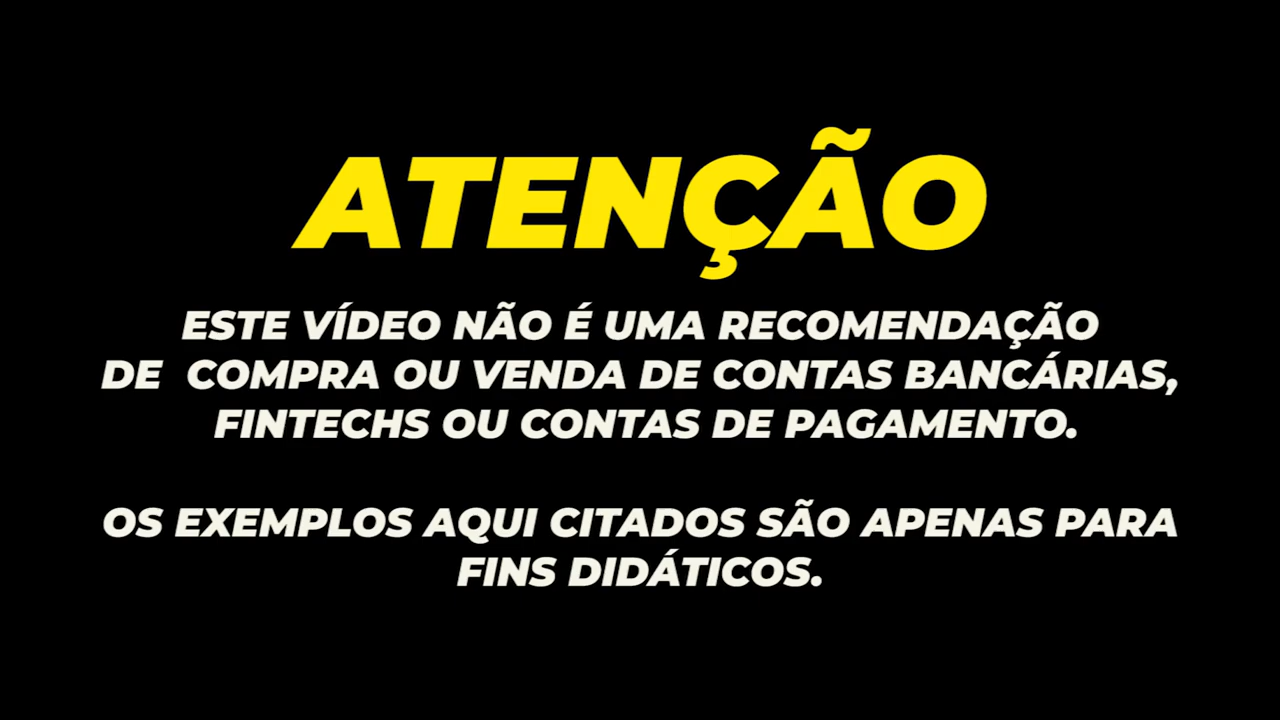 ATENÇÃO
ESTE VÍDEO NÃO É UMA RECOMENDAÇÃO
DE  COMPRA OU VENDA DE CONTAS BANCÁRIAS,
FINTECHS OU CONTAS DE PAGAMENTO.
OS EXEMPLOS AQUI CITADOS SÃO APENAS PARA
FINS DIDÁTICOS.